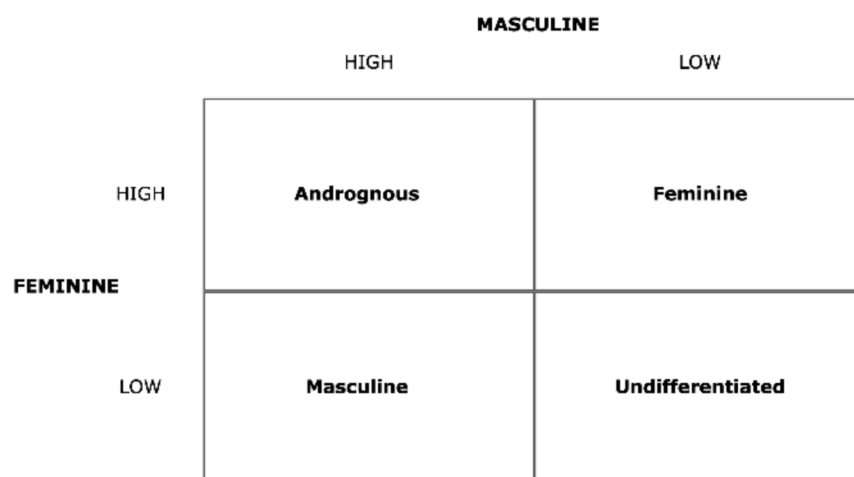 MASCULINE
HIGH LOW
HIGH Andrognous Feminine
FEMININE
LOW Masculine Undifferentiated